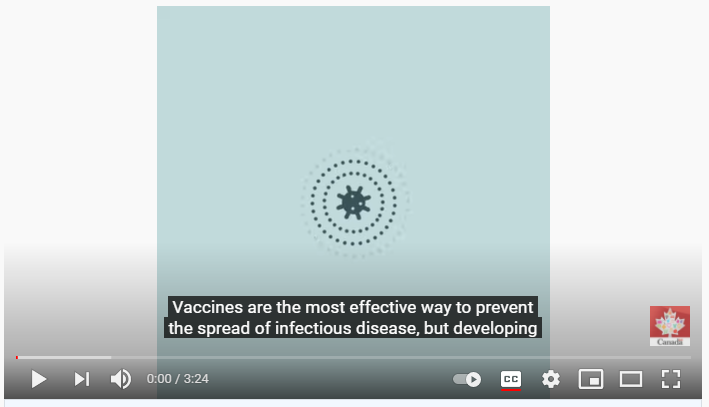 Vaccines are the most effective way to prevent
the spread of infectious disease, but developing
Canada
0:00 / 3:24
CC